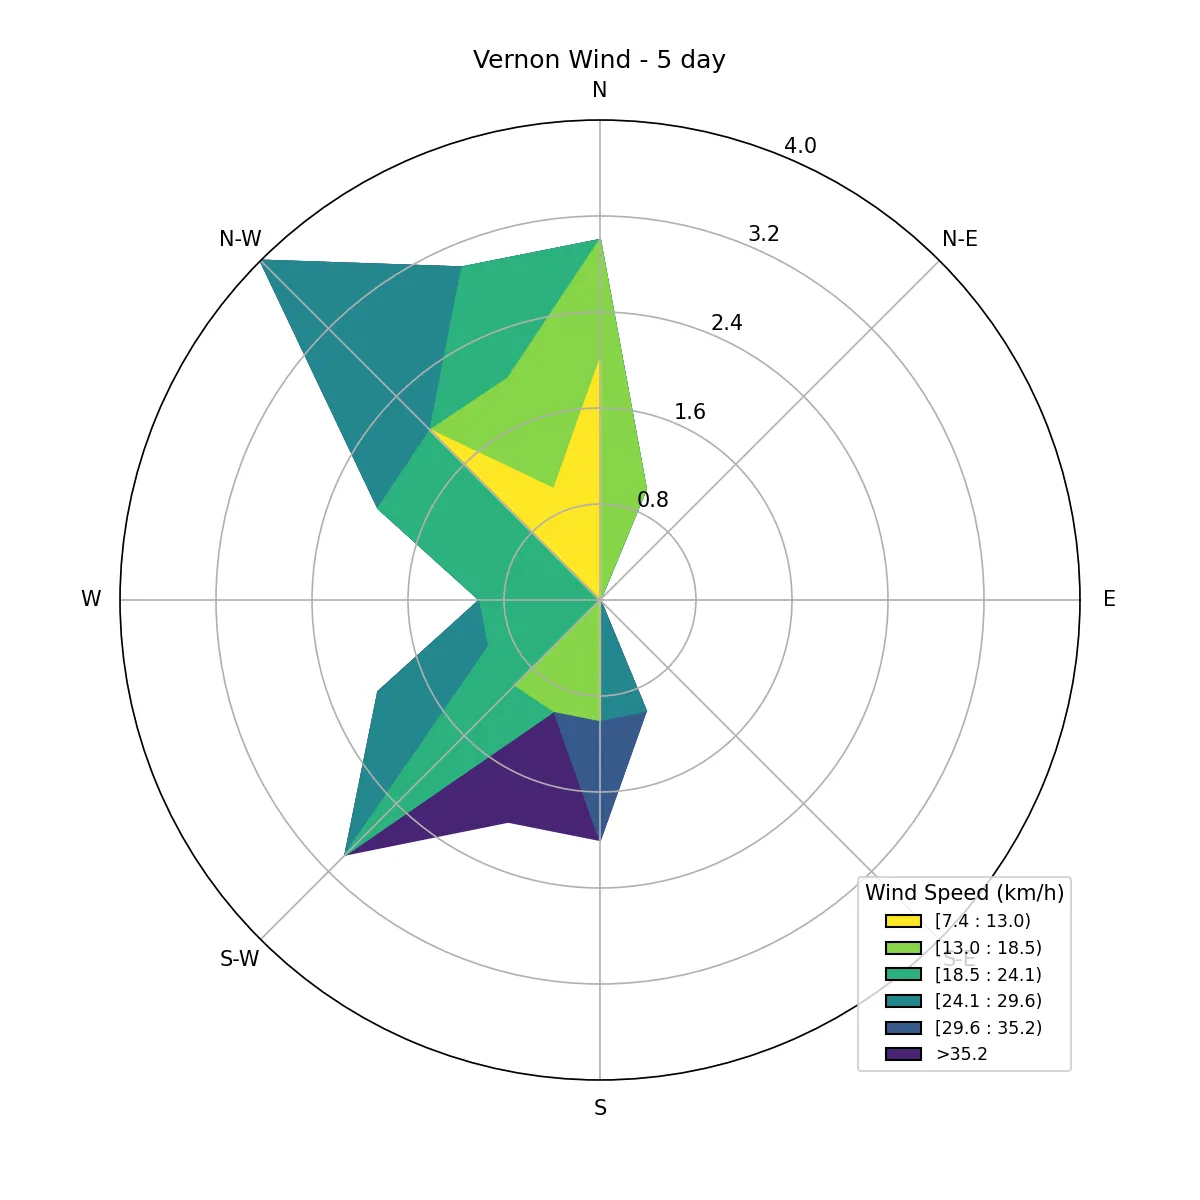 Vernon Wind - 5 day
N
4.0
N-W
3.2
N-E
2.4
1.6
0.8
W
E
Wind Speed (km/h)
[7.4 : 13.0)
[13.0 : 18.5)
S-W
S-E
[18.5 : 24.1)
[24.1 : 29.6)
[29.6 : 35.2)
>35.2
S